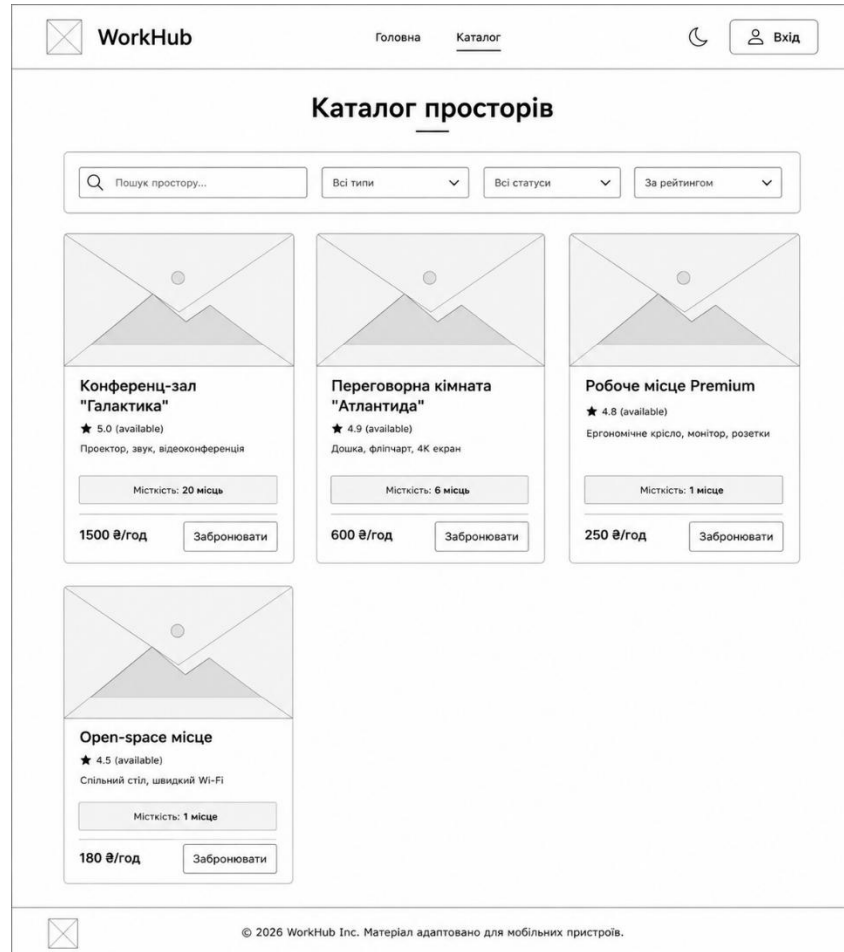 WorkHub
Головна
Каталог
Вхід
Каталог просторів
Пошук простору...
Всі типи
Всі статуси
За рейтингом
Конференц-зал
"Галактика"
★ 5.0 (available)
Проектор, звук, відеоконференція
Місткість: 20 місць
1500 ₴/год
Забронювати
Переговорна кімната
"Атлантида"
★ 4.9 (available)
Дошка, фліпчарт, 4K екран
Місткість: 6 місць
600 ₴/год
Забронювати
Робоче місце Premium
★ 4.8 (available)
Ергономічне крісло, монітор, розетки
Місткість: 1 місце
250 ₴/год
Забронювати
Open-space місце
★ 4.5 (available)
Спільний стіл, швидкий Wi-Fi
Місткість: 1 місце
180 ₴/год
Забронювати
© 2026 WorkHub Inc. Матеріал адаптовано для мобільних пристроїв.